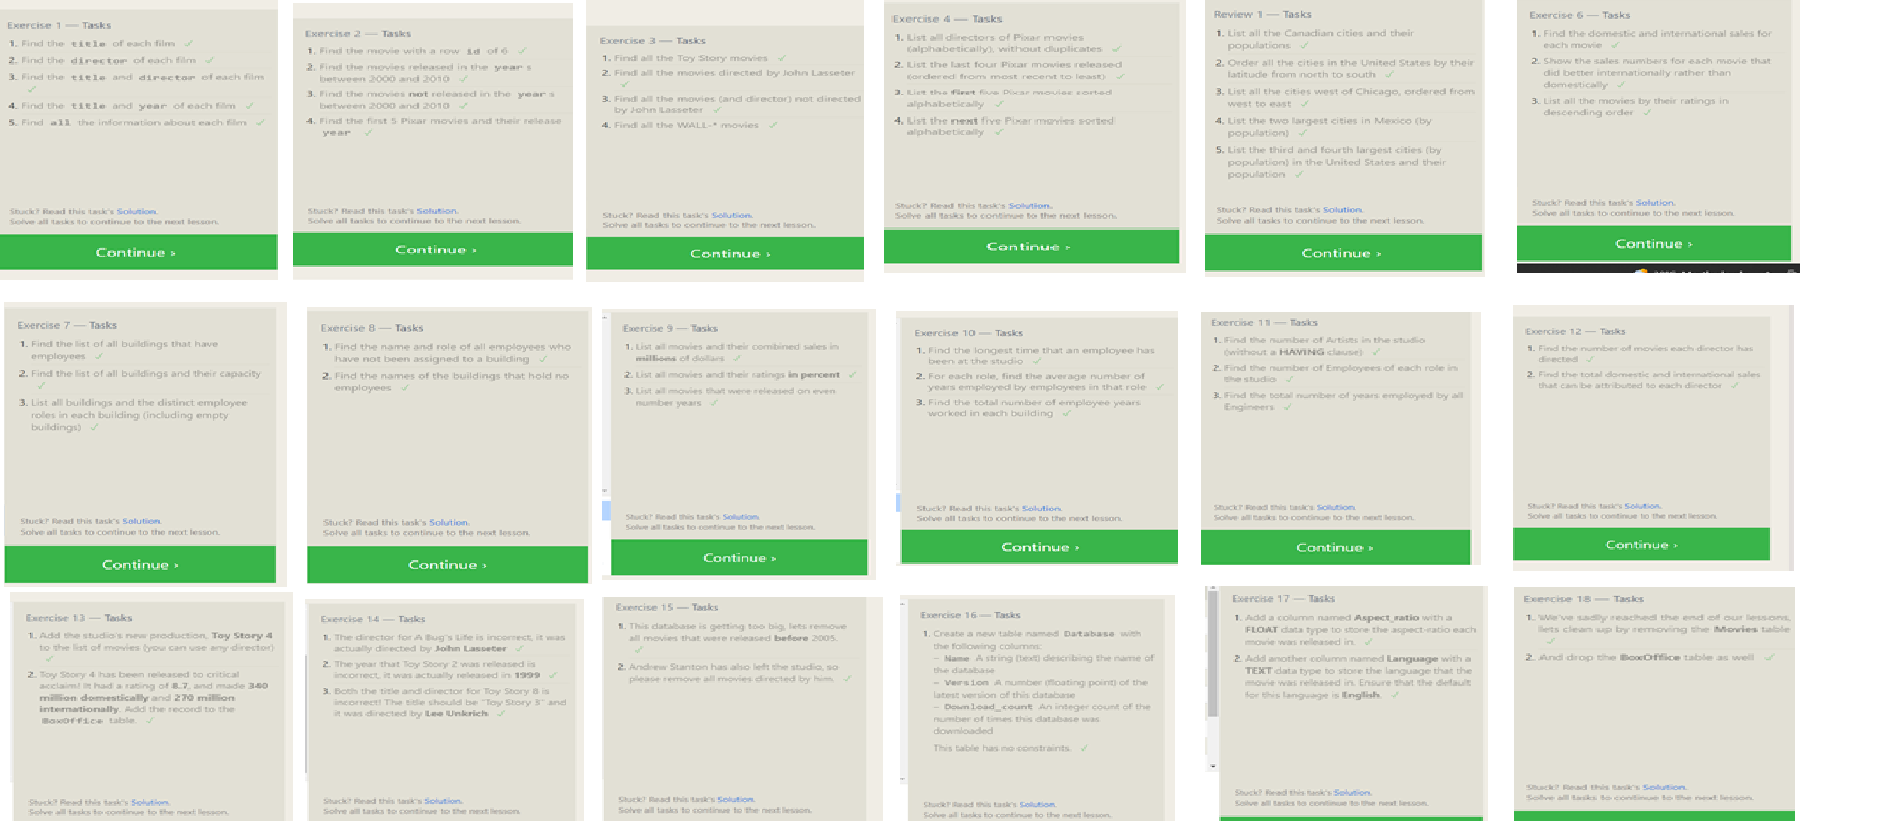 Exercise 1 — Tasks
1. Find the title of each film ✓
2. Find the director of each film ✓
3. Find the title and director of each film
✓
4. Find the title and year of each film ✓
5. Find all the information about each film ✓
Stuck? Read this task's Solution.
Solve all tasks to continue to the next lesson.
Continue ›
Exercise 2 — Tasks
1. Find the movie with a row id of 6 ✓
2. Find the movies released in the year s
between 2000 and 2010 ✓
3. Find the movies not released in the year s
between 2000 and 2010 ✓
4. Find the first 5 Pixar movies and their release
year ✓
Stuck? Read this task's Solution.
Solve all tasks to continue to the next lesson.
Continue ›
Exercise 3 — Tasks
1. Find all the Toy Story movies ✓
2. Find all the movies directed by John Lasseter
✓
3. Find all the movies (and director) not directed
by John Lasseter ✓
4. Find all the WALL-* movies ✓
Stuck? Read this task's Solution.
Solve all tasks to continue to the next lesson.
Continue ›
Exercise 4 — Tasks
1. List all directors of Pixar movies
(alphabetically), without duplicates ✓
2. List the last four Pixar movies released
(ordered from most recent to least) ✓
3. List the first five Pixar movies sorted
alphabetically ✓
4. List the next five Pixar movies sorted
alphabetically ✓
Stuck? Read this task's Solution.
Solve all tasks to continue to the next lesson.
Continue ›
Review 1 — Tasks
1. List all the Canadian cities and their
populations ✓
2. Order all the cities in the United States by their
latitude from north to south ✓
3. List all the cities west of Chicago, ordered from
west to east ✓
4. List the two largest cities in Mexico (by
population) ✓
5. List the third and fourth largest cities (by
population) in the United States and their
population ✓
Stuck? Read this task's Solution.
Solve all tasks to continue to the next lesson.
Continue ›
Exercise 6 — Tasks
1. Find the domestic and international sales for
each movie ✓
2. Show the sales numbers for each movie that
did better internationally rather than
domestically ✓
3. List all the movies by their ratings in
descending order ✓
Stuck? Read this task's Solution.
Solve all tasks to continue to the next lesson.
Continue ›
Exercise 7 — Tasks
1. Find the list of all buildings that have
employees ✓
2. Find the list of all buildings and their capacity
✓
3. List all buildings and the distinct employee
roles in each building (including empty
buildings) ✓
Stuck? Read this task's Solution.
Solve all tasks to continue to the next lesson.
Continue ›
Exercise 8 — Tasks
1. Find the name and role of all employees who
have not been assigned to a building ✓
2. Find the names of the buildings that hold no
employees ✓
Stuck? Read this task's Solution.
Solve all tasks to continue to the next lesson.
Continue ›
Exercise 9 — Tasks
1. List all movies and their combined sales in
millions of dollars ✓
2. List all movies and their ratings in percent ✓
3. List all movies that were released on even
number years ✓
Stuck? Read this task's Solution.
Solve all tasks to continue to the next lesson.
Continue ›
Exercise 10 — Tasks
1. Find the longest time that an employee has
been at the studio ✓
2. For each role, find the average number of
years employed by employees in that role ✓
3. Find the total number of employee years
worked in each building ✓
Stuck? Read this task's Solution.
Solve all tasks to continue to the next lesson.
Continue ›
Exercise 11 — Tasks
1. Find the number of Artists in the studio
(without a HAVING clause) ✓
2. Find the number of Employees of each role in
the studio ✓
3. Find the total number of years employed by all
Engineers ✓
Stuck? Read this task's Solution.
Solve all tasks to continue to the next lesson.
Continue ›
Exercise 12 — Tasks
1. Find the number of movies each director has
directed ✓
2. Find the total domestic and international sales
that can be attributed to each director ✓
Stuck? Read this task's Solution.
Solve all tasks to continue to the next lesson.
Continue ›
Exercise 13 — Tasks
1. Add the studio's new production, Toy Story 4
to the list of movies (you can use any director)
✓
2. Toy Story 4 has been released to critical
acclaim! It had a rating of 8.7, and made 340
million domestically and 270 million
internationally. Add the record to the
BoxOffice table. ✓
Stuck? Read this task's Solution.
Solve all tasks to continue to the next lesson.
Exercise 14 — Tasks
1. The director for A Bug's Life is incorrect, it was
actually directed by John Lasseter ✓
2. The year that Toy Story 2 was released is
incorrect, it was actually released in 1999 ✓
3. Both the title and director for Toy Story 8 is
incorrect! The title should be "Toy Story 3" and
it was directed by Lee Unkrich ✓
Stuck? Read this task's Solution.
Solve all tasks to continue to the next lesson.
Exercise 15 — Tasks
1. This database is getting too big, lets remove
all movies that were released before 2005.
✓
2. Andrew Stanton has also left the studio, so
please remove all movies directed by him. ✓
Stuck? Read this task's Solution.
Solve all tasks to continue to the next lesson.
Exercise 16 — Tasks
1. Create a new table named Database with
the following columns:
– Name A string (text) describing the name of
the database
– Version A number (floating point) of the
latest version of this database
– Download_count An integer count of the
number of times this database was
downloaded
This table has no constraints. ✓
Stuck? Read this task's Solution.
Solve all tasks to continue to the next lesson.
Exercise 17 — Tasks
1. Add a column named Aspect_ratio with a
FLOAT data type to store the aspect-ratio each
movie was released in. ✓
2. Add another column named Language with a
TEXT data type to store the language that the
movie was released in. Ensure that the default
for this language is English. ✓
Stuck? Read this task's Solution.
Solve all tasks to continue to the next lesson.
Exercise 18 — Tasks
1. We've sadly reached the end of our lessons,
lets clean up by removing the Movies table
✓
2. And drop the BoxOffice table as well ✓
Stuck? Read this task's Solution.
Solve all tasks to continue to the next lesson.